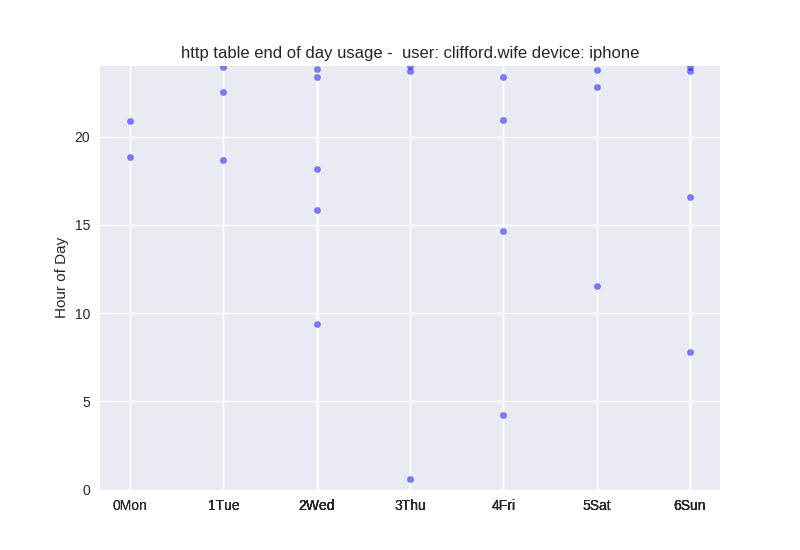 http table end of day usage -  user: clifford.wife device: iphone
Hour of Day
20
15
10
5
0
0Mon 1Tue 2Wed 3Thu 4Fri 5Sat 6Sun